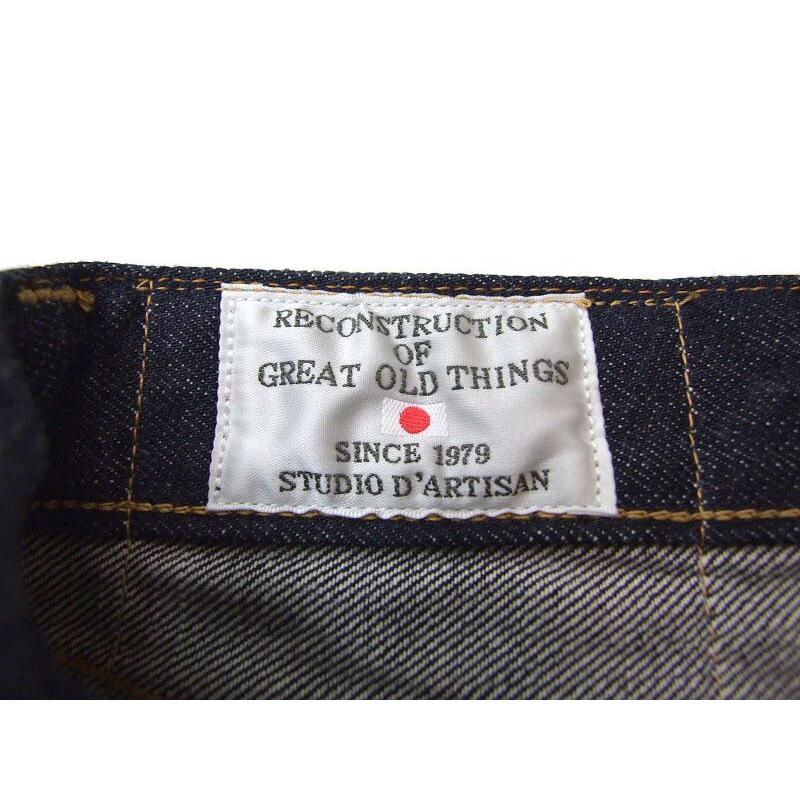 RECONSTRUCTION
OF
GREAT OLD THINGS
SINCE 1979
STUDIO D'ARTISAN